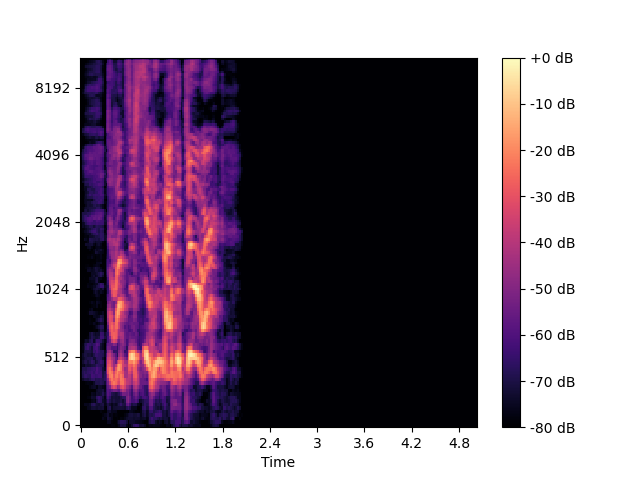 +0 dB
8192
-10 dB
4096
-20 dB
-30 dB
2048
Hz
-40 dB
1024
-50 dB
-60 dB
512
-70 dB
0
-80 dB
0 0.6 1.2 1.8 2.4 3 3.6 4.2 4.8
Time